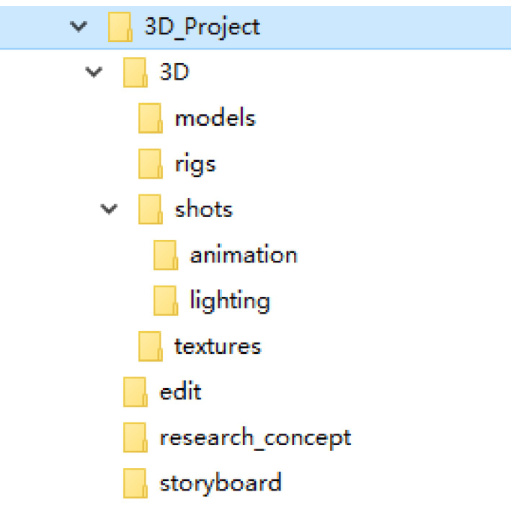 3D_Project
3D
models
rigs
shots
animation
lighting
textures
edit
research_concept
storyboard